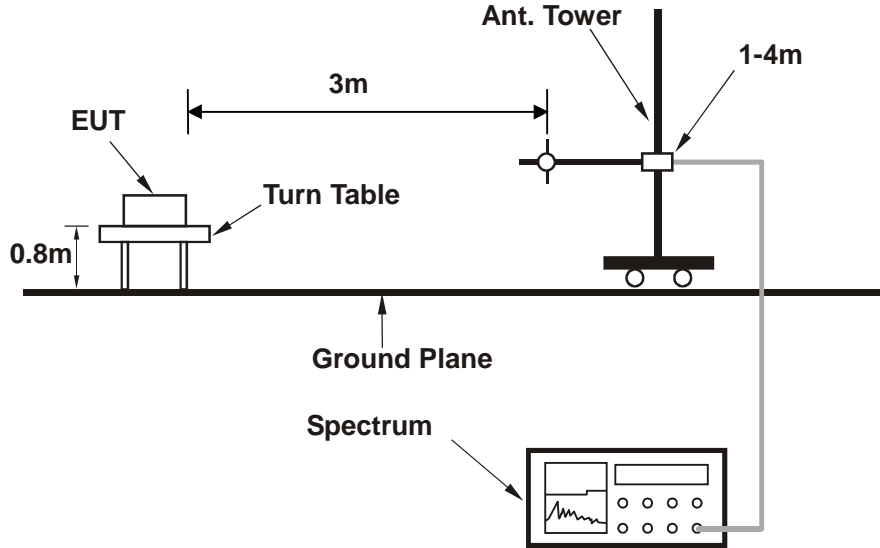 Ant. Tower
1-4m
3m
EUT
Turn Table
0.8m
Ground Plane
Spectrum